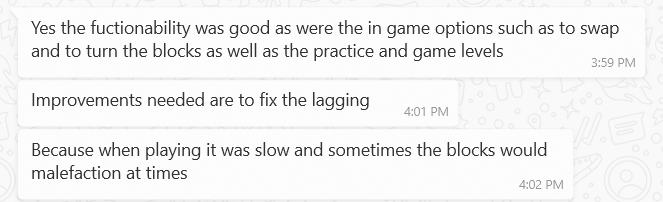 Yes the fuctionability was good as were the in game options such as to swap
and to turn the blocks as well as the practice and game levels
3:59 PM
Improvements needed are to fix the lagging
4:01 PM
Because when playing it was slow and sometimes the blocks would
malefaction at times
4:02 PM